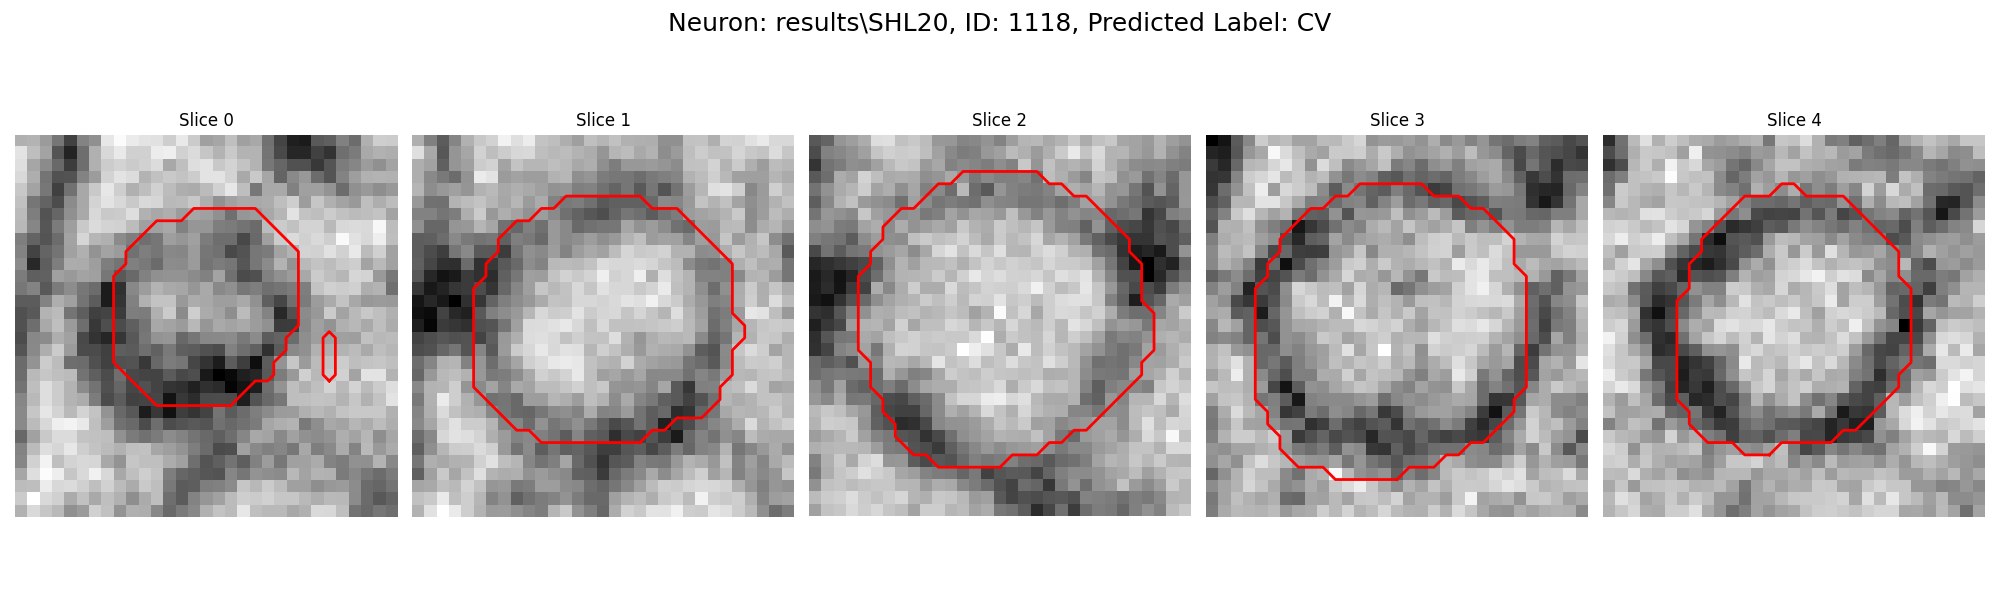 Neuron: results\SHL20, ID: 1118, Predicted Label: CV
Slice 0
Slice 1
Slice 2
Slice 3
Slice 4